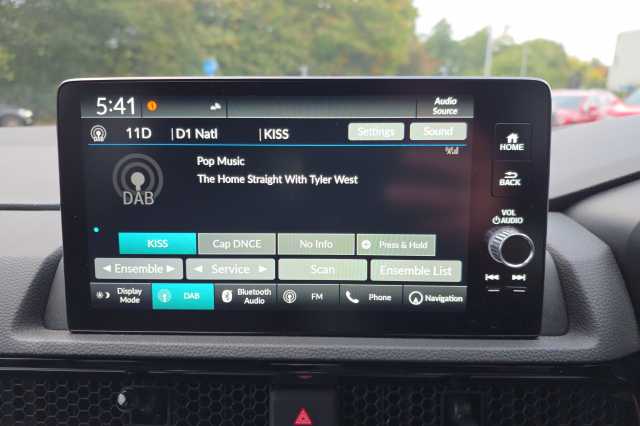 5:41
Audio
Source
11D | D1 Natl | KISS Settings Sound
HOME
Pop Music
The Home Straight With Tyler West
DAB
BACK
VOL
AUDIO
KISS Cap DNCE No Info Press & Hold
Ensemble Service Scan Ensemble List
Display
Mode
DAB
Bluetooth
Audio
FM
Phone
Navigation